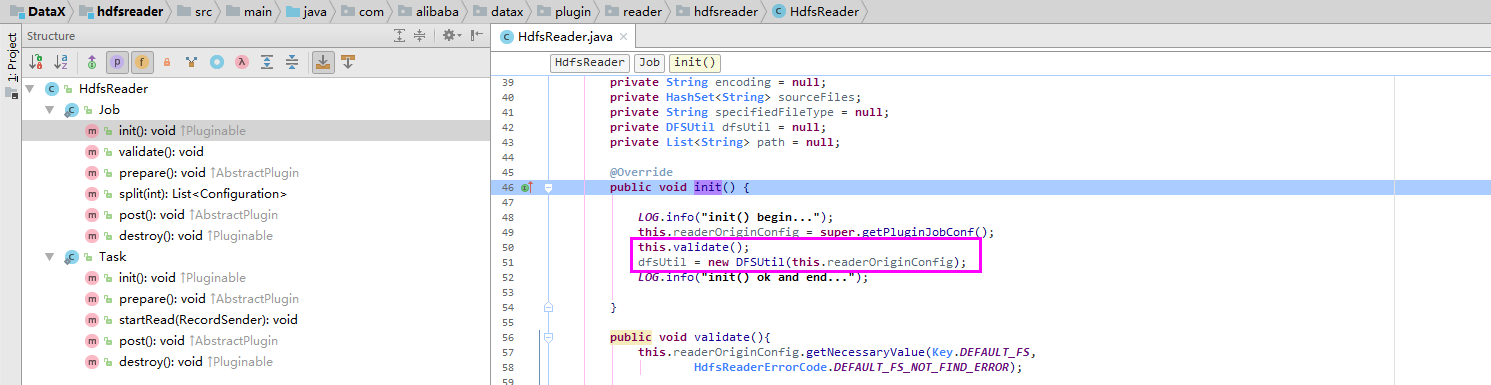 DataX hdfsreader src main java com alibaba datax plugin reader hdfsreader HdfsReader
1: Project
Structure
HdfsReader
Job
init(): void ↑Pluginable
validate(): void
prepare(): void ↑AbstractPlugin
split(int): List<Configuration>
post(): void ↑AbstractPlugin
destroy(): void ↑Pluginable
Task
init(): void ↑Pluginable
prepare(): void ↑AbstractPlugin
startRead(RecordSender): void
post(): void ↑AbstractPlugin
destroy(): void ↑Pluginable
HdfsReader.java
HdfsReader Job init()
39 private String encoding = null;
40 private HashSet<String> sourceFiles;
41 private String specifiedFileType = null;
42 private DFSUtil dfsUtil = null;
43 private List<String> path = null;
44
45 @Override
46 public void init() {
47
48 LOG.info("init() begin...");
49 this.readerOriginConfig = super.getPluginJobConf();
50 this.validate();
51 dfsUtil = new DFSUtil(this.readerOriginConfig);
52 LOG.info("init() ok and end...");
53
54 }
55
56 public void validate(){
57 this.readerOriginConfig.getNecessaryValue(Key.DEFAULT_FS,
58 HdfsReaderErrorCode.DEFAULT_FS_NOT_FIND_ERROR);
59